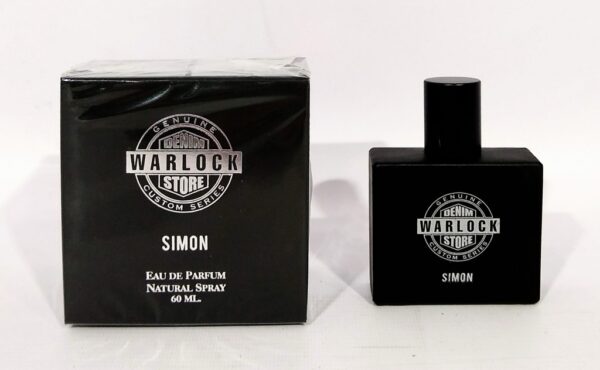 GENUINE
DENIM
WARLOCK
STORE
CUSTOM SERIES
SIMON
EAU DE PARFUM
NATURAL SPRAY
60 ML.
GENUINE
DENIM
WARLOCK
STORE
CUSTOM SERIES
SIMON